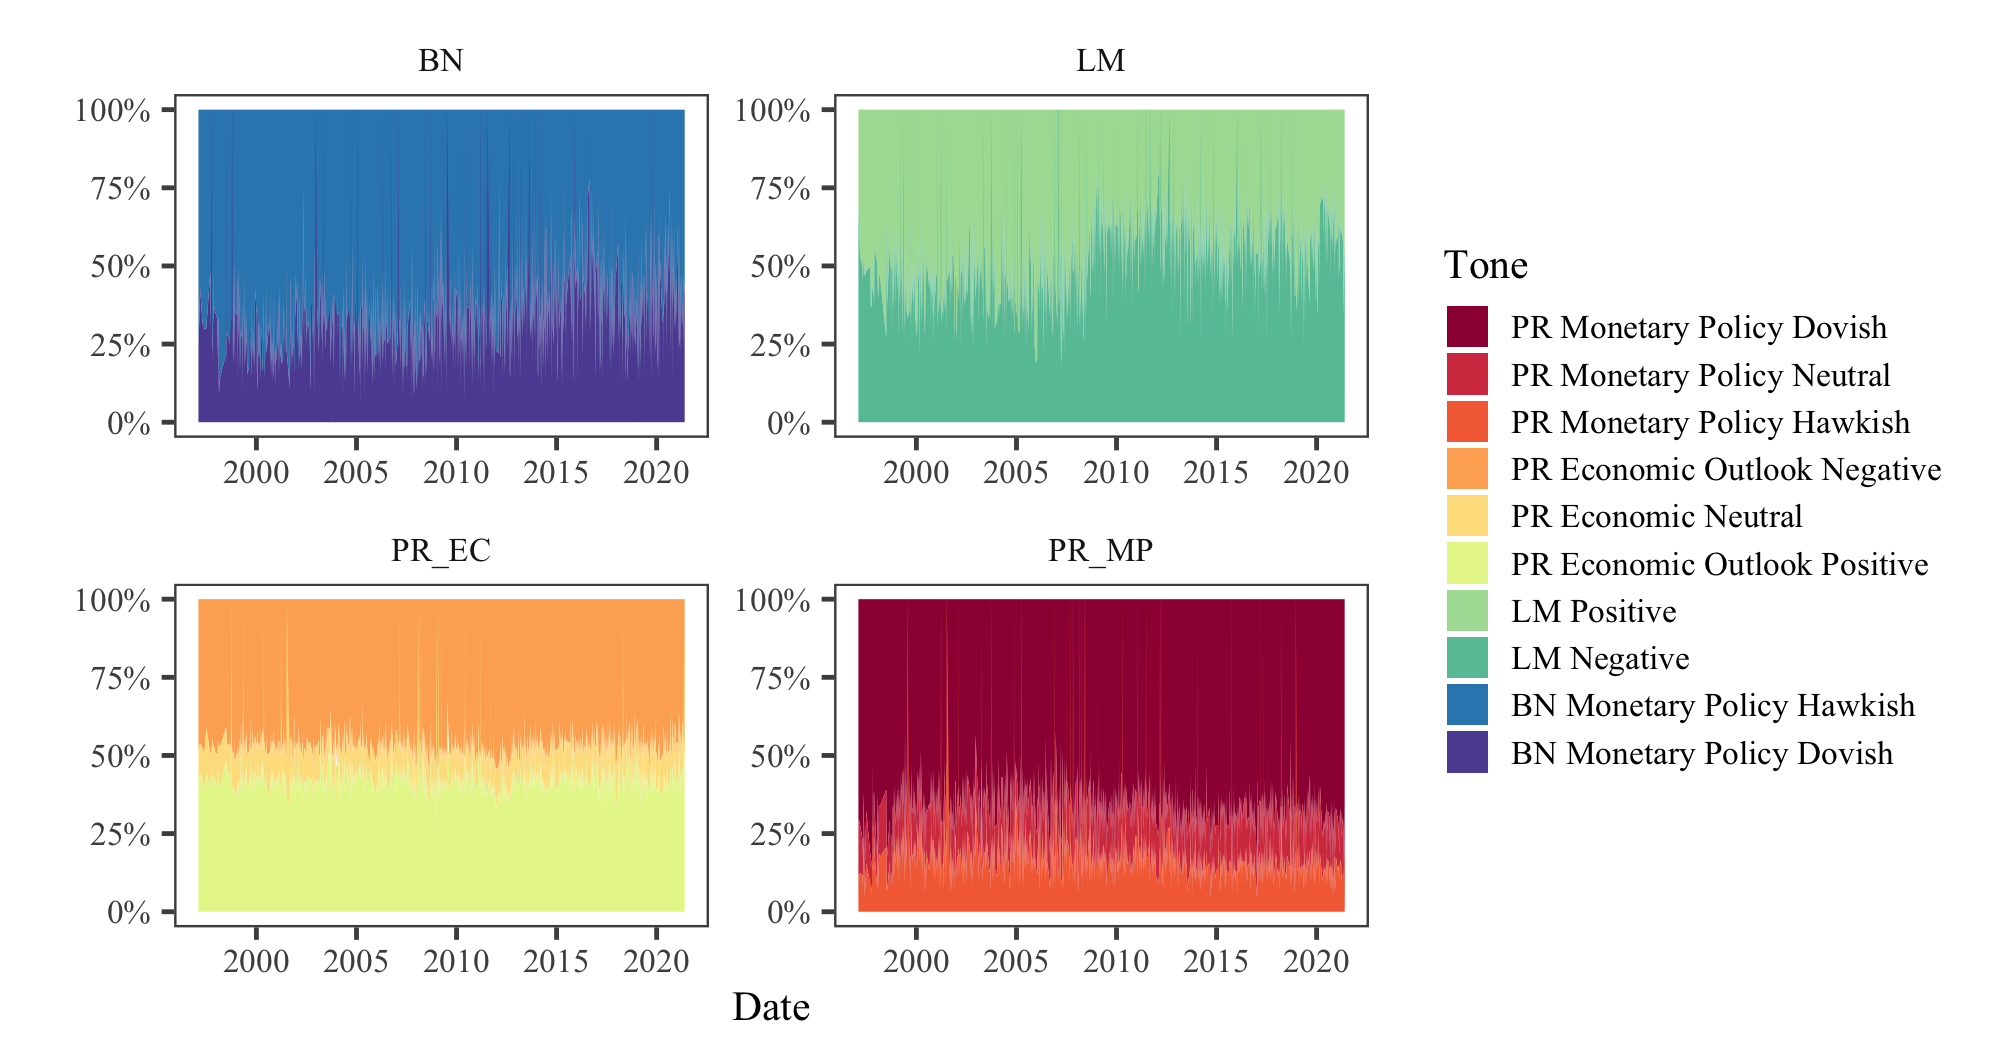 BN
LM
100%
75%
50%
25%
0%
2000 2005 2010 2015 2020
100%
75%
50%
25%
0%
2000 2005 2010 2015 2020
PR_EC
PR_MP
100%
75%
50%
25%
0%
2000 2005 2010 2015 2020
100%
75%
50%
25%
0%
2000 2005 2010 2015 2020
Date
Tone
PR Monetary Policy Dovish
PR Monetary Policy Neutral
PR Monetary Policy Hawkish
PR Economic Outlook Negative
PR Economic Neutral
PR Economic Outlook Positive
LM Positive
LM Negative
BN Monetary Policy Hawkish
BN Monetary Policy Dovish